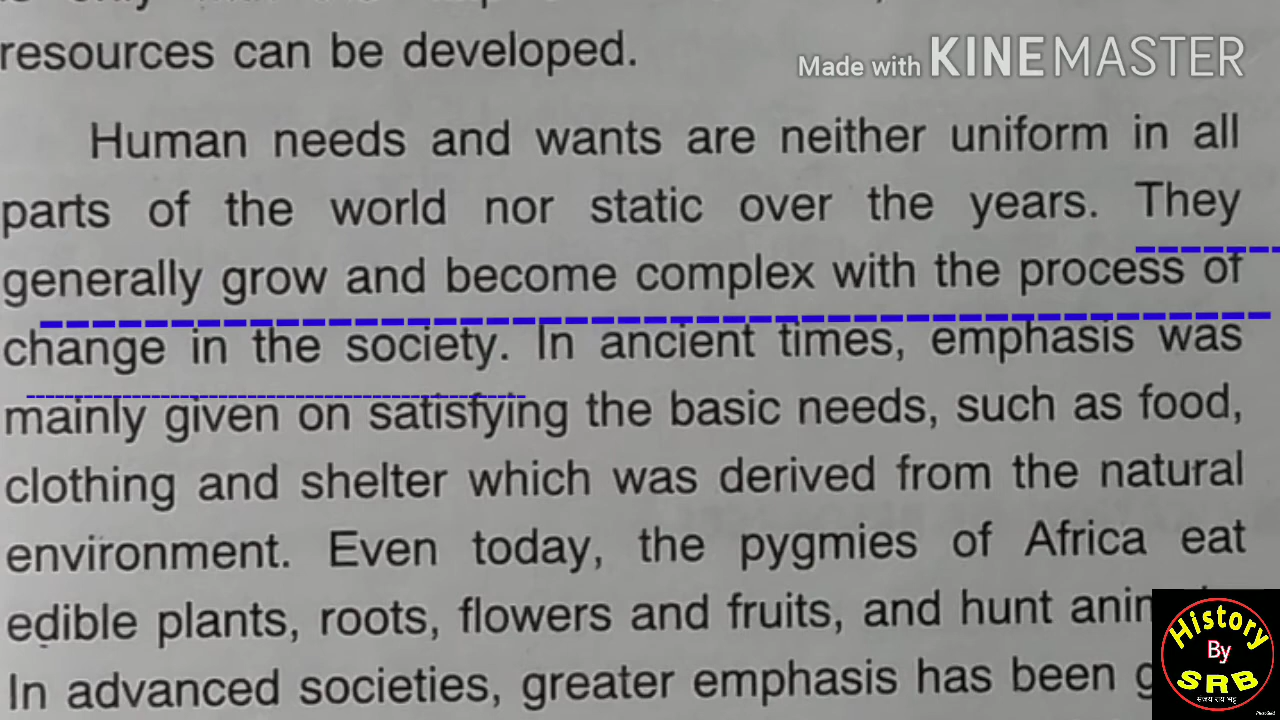 resources can be developed.
Made with KINEMASTER
Human needs and wants are neither uniform in all
parts of the world nor static over the years. They
generally grow and become complex with the process of
change in the society. In ancient times, emphasis was
mainly given on satisfying the basic needs, such as food,
clothing and shelter which was derived from the natural
environment. Even today, the pygmies of Africa eat
edible plants, roots, flowers and fruits, and hunt
In advanced societies, greater emphasis has been
History
By
SRB